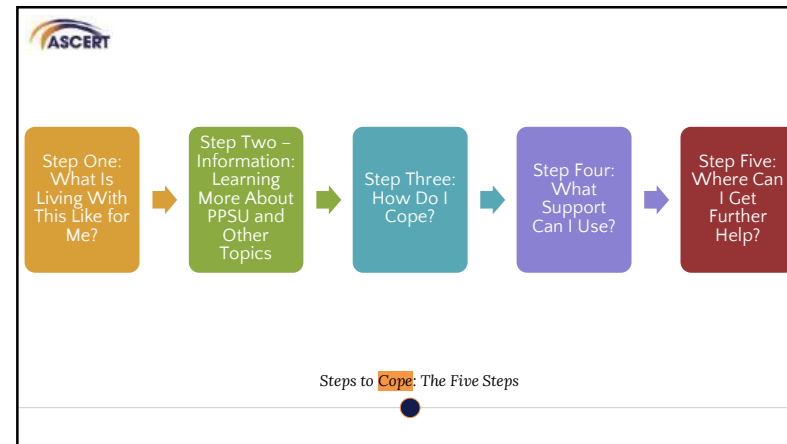 ASCERT
Step One:
What Is
Living With
This Like for
Me?
Step Two –
Information:
Learning
More About
PPSU and
Other
Topics
Step Three:
How Do I
Cope?
Step Four:
What
Support
Can I Use?
Step Five:
Where Can
I Get
Further
Help?
Steps to Cope: The Five Steps